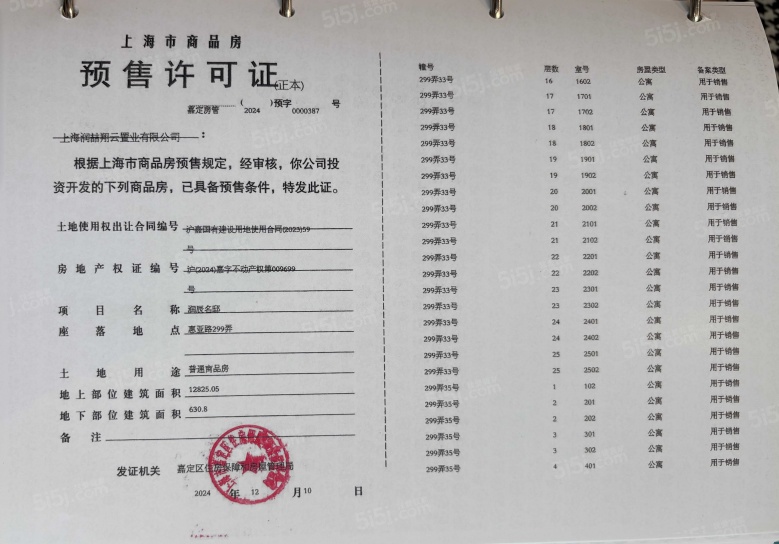 上海市商品房
预售许可证(正本)
嘉定房管(2024)预字0000387号
上海润喆翔云置业有限公司：
根据上海市商品房预售规定，经审核，你公司投
资开发的下列商品房，已具备预售条件，特发此证。
土地使用权出让合同编号 沪嘉国有建设用地使用合同(2023)59
号
房地产权证编号 沪(2024)嘉字不动产权第009699
号
项目名称 润辰名邸
座落地点 惠亚路299弄
土地用途 普通商品房
地上部位建筑面积 12825.05
地下部位建筑面积 630.8
备注
发证机关 嘉定区住房保障和房屋管理局
2024 年 12 月 10 日
幢号 层数 室号 房屋类型 备案类型
299弄33号 16 1602 公寓 用于销售
299弄33号 17 1701 公寓 用于销售
299弄33号 17 1702 公寓 用于销售
299弄33号 18 1801 公寓 用于销售
299弄33号 18 1802 公寓 用于销售
299弄33号 19 1901 公寓 用于销售
299弄33号 19 1902 公寓 用于销售
299弄33号 20 2001 公寓 用于销售
299弄33号 20 2002 公寓 用于销售
299弄33号 21 2101 公寓 用于销售
299弄33号 21 2102 公寓 用于销售
299弄33号 22 2201 公寓 用于销售
299弄33号 22 2202 公寓 用于销售
299弄33号 23 2301 公寓 用于销售
299弄33号 23 2302 公寓 用于销售
299弄33号 24 2401 公寓 用于销售
299弄33号 24 2402 公寓 用于销售
299弄33号 25 2501 公寓 用于销售
299弄33号 25 2502 公寓 用于销售
299弄35号 1 102 公寓 用于销售
299弄35号 2 201 公寓 用于销售
299弄35号 2 202 公寓 用于销售
299弄35号 3 301 公寓 用于销售
299弄35号 3 302 公寓 用于销售
299弄35号 4 401 公寓 用于销售